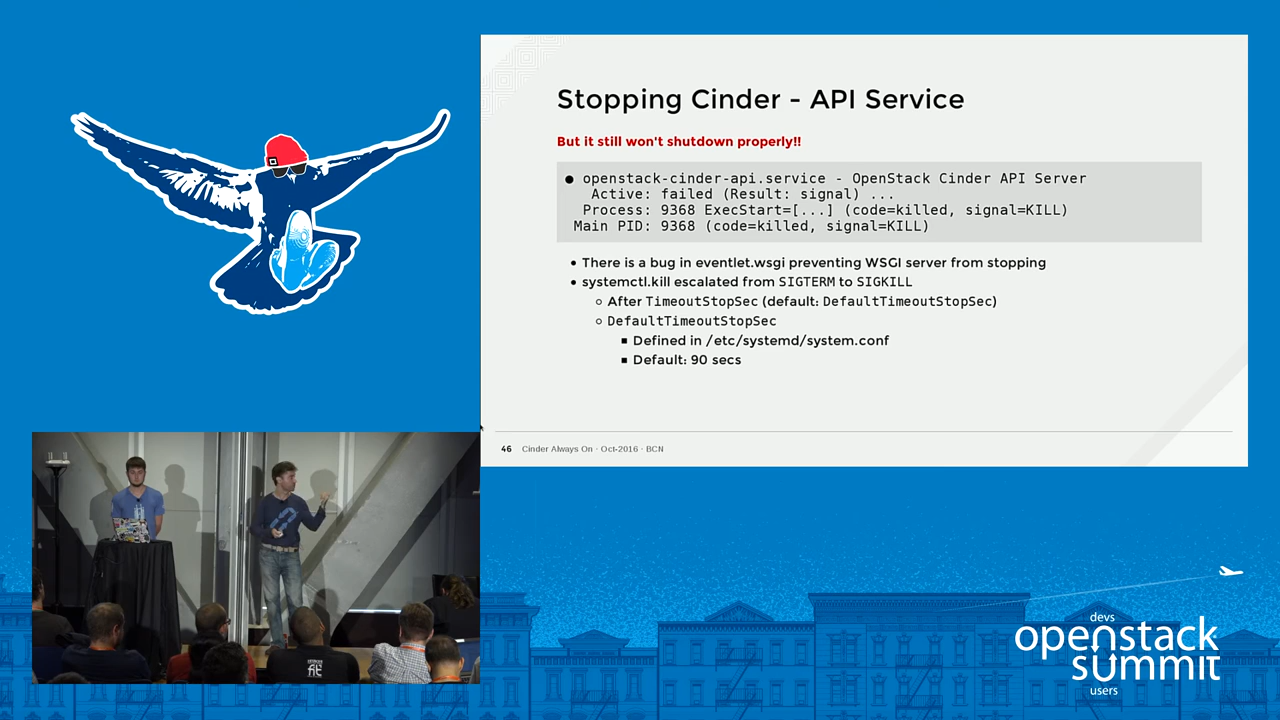 Stopping Cinder - API Service
But it still won't shutdown properly!!
● openstack-cinder-api.service - OpenStack Cinder API Server
Active: failed (Result: signal) ...
Process: 9368 ExecStart=[...] (code=killed, signal=KILL)
Main PID: 9368 (code=killed, signal=KILL)
• There is a bug in eventlet.wsgi preventing WSGI server from stopping
• systemctl.kill escalated from SIGTERM to SIGKILL
○ After TimeoutStopSec (default: DefaultTimeoutStopSec)
○ DefaultTimeoutStopSec
■ Defined in /etc/systemd/system.conf
■ Default: 90 secs
46 Cinder Always On · Oct-2016 · BCN
devs
openstack
summit
users